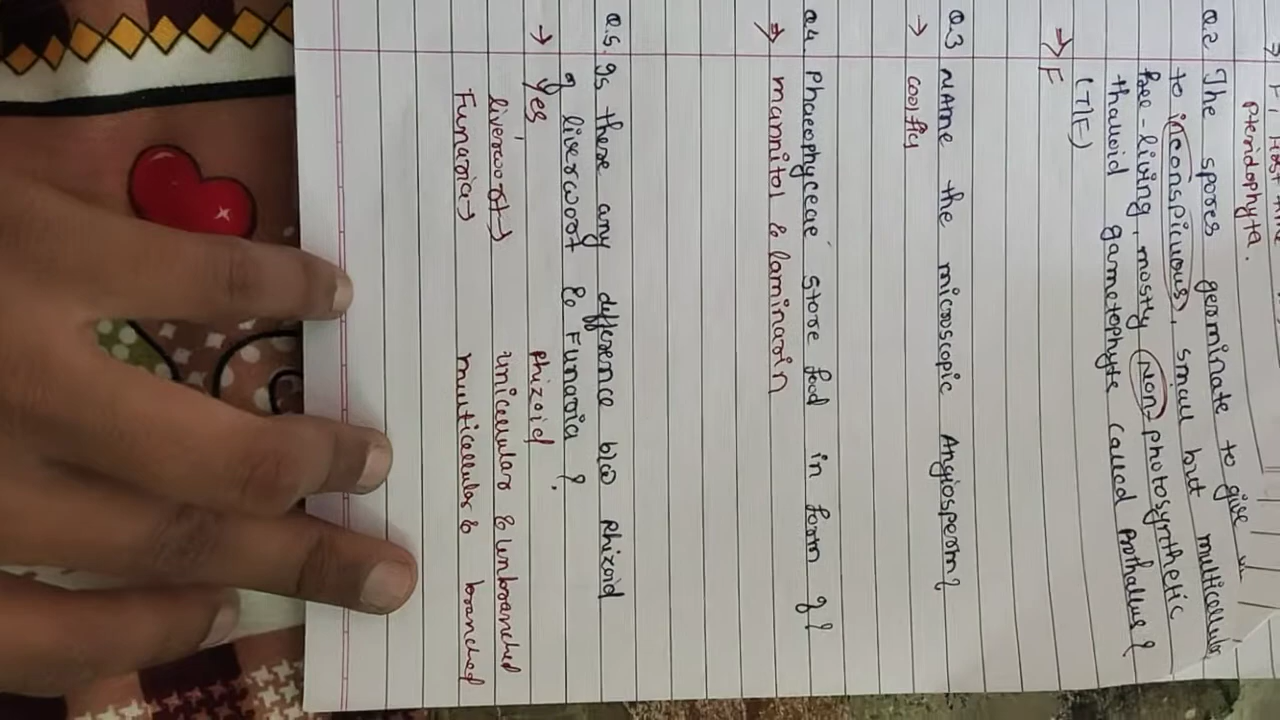 Pteridophyta.
Q.2 The spores germinate to give
to inconspicuous, small but multicellular,
free-living, mostly Non-photosynthetic
thalloid gametophyte called Prothallus?
(T/F)
→ F
Q.3 NAme the microscopic Angiosperm?
→ coolfig
Q.4. Phaeophyceae store food in form of?
→ mannitol & laminarin
Q.5. Is there any difference b/w Rhizoid
of liverwort & Funaria?
→ Yes, Rhizoid
liverwort → unicellular & unbranched
Funaria → multicellular & branched